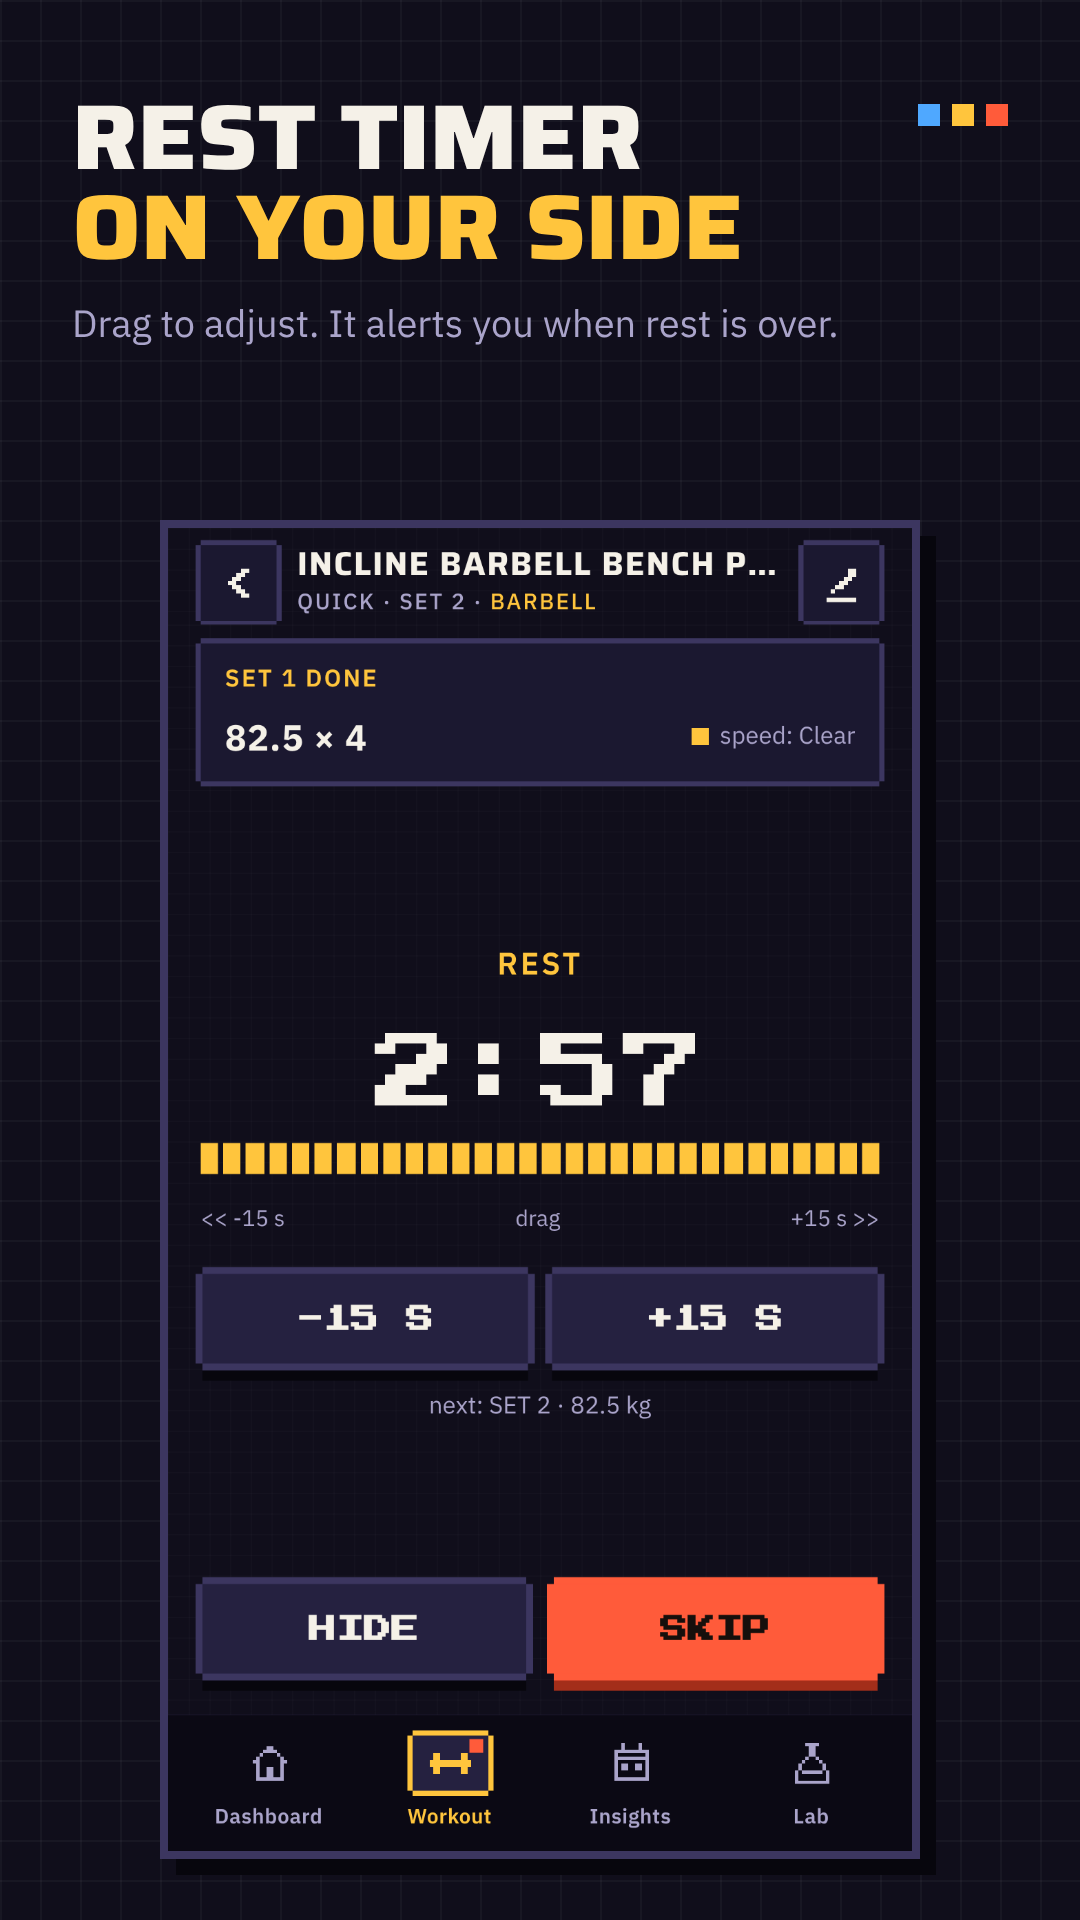 REST TIMER
ON YOUR SIDE
Drag to adjust. It alerts you when rest is over.
INCLINE BARBELL BENCH P...
QUICK · SET 2 · BARBELL
SET 1 DONE
82.5 × 4
speed: Clear
REST
2:57
<< -15 s drag +15 s >>
-15 S +15 S
next: SET 2 · 82.5 kg
HIDE SKIP
Dashboard Workout Insights Lab